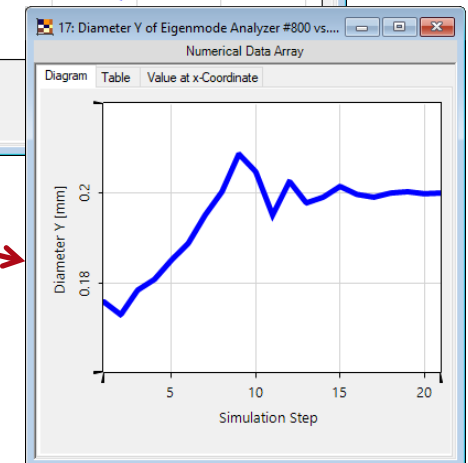 17: Diameter Y of Eigenmode Analyzer #800 vs....
Numerical Data Array
Diagram Table Value at x-Coordinate
Diameter Y [mm]
0.2
0.18
5 10 15 20
Simulation Step